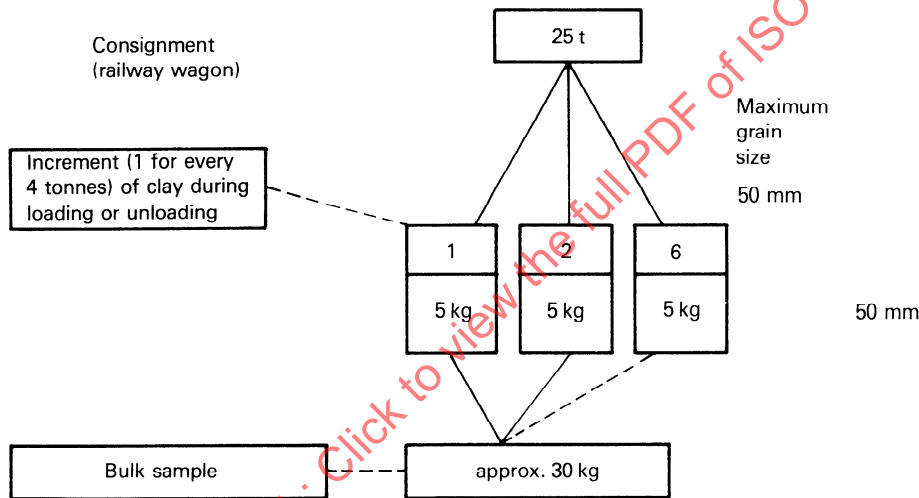 Consignment
(railway wagon)
25 t
Maximum
grain
size
50 mm
Increment (1 for every
4 tonnes) of clay during
loading or unloading
1
2
6
5 kg
5 kg
5 kg
50 mm
Bulk sample
approx. 30 kg
. Click to view the full PDF of ISO